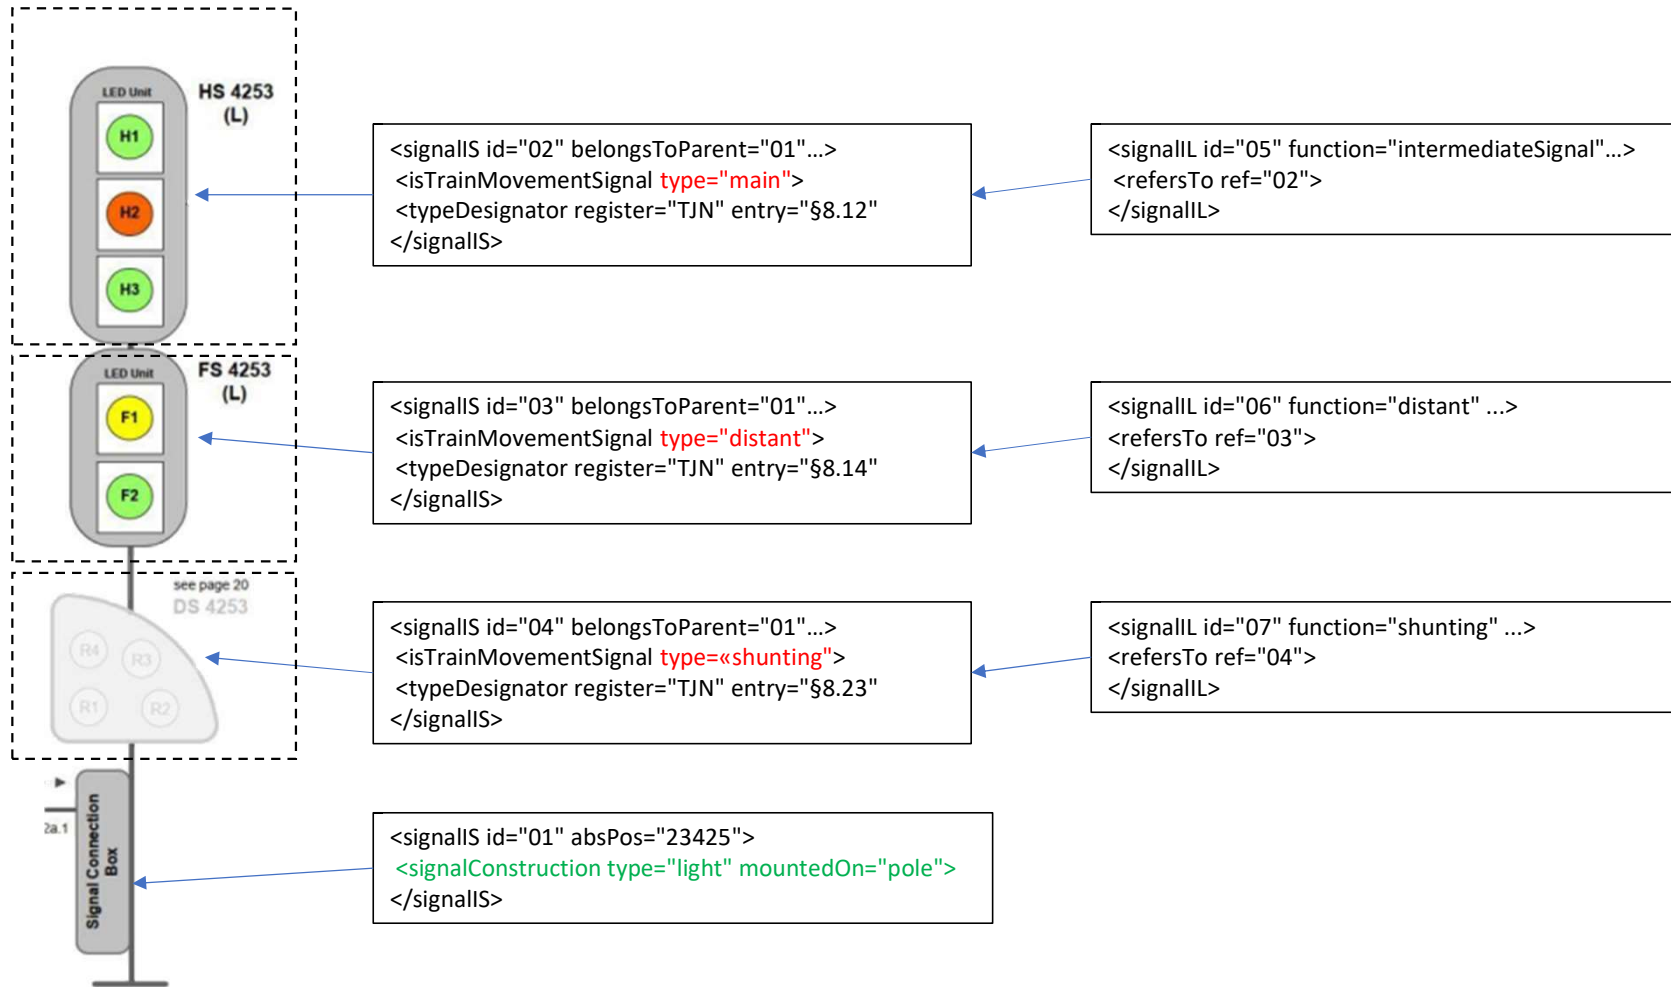 LED Unit
H1
H2
H3
HS 4253
(L)
<signalIS id="02" belongsToParent="01"...>
<isTrainMovementSignal type="main">
<typeDesignator register="TJN" entry="§8.12"
</signalIS>
<signalIL id="05" function="intermediateSignal"...>
<refersTo ref="02">
</signalIL>
LED Unit
F1
F2
FS 4253
(L)
<signalIS id="03" belongsToParent="01"...>
<isTrainMovementSignal type="distant">
<typeDesignator register="TJN" entry="§8.14"
</signalIS>
<signalIL id="06" function="distant" ...>
<refersTo ref="03">
</signalIL>
see page 20
DS 4253
R4
R3
R1
R2
<signalIS id="04" belongsToParent="01"...>
<isTrainMovementSignal type=«shunting">
<typeDesignator register="TJN" entry="§8.23"
</signalIS>
<signalIL id="07" function="shunting" ...>
<refersTo ref="04">
</signalIL>
2a.1
Signal Connection
Box
<signalIS id="01" absPos="23425">
<signalConstruction type="light" mountedOn="pole">
</signalIS>